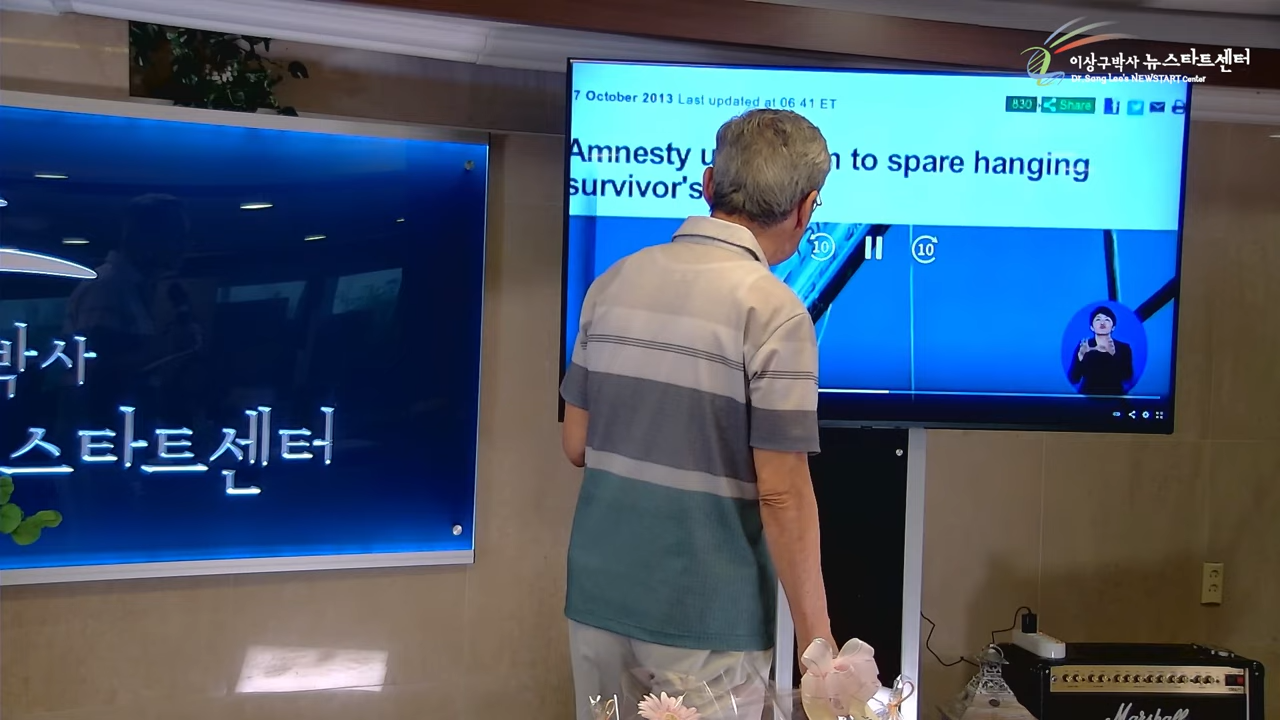 이상구박사 뉴스타트센터
Dr. Sang Lee's NEWSTART Center
7 October 2013 Last updated at 06 41 ET
830 Share
Amnesty to spare hanging
survivor's
10 10
박사
스타트센터
Marshall